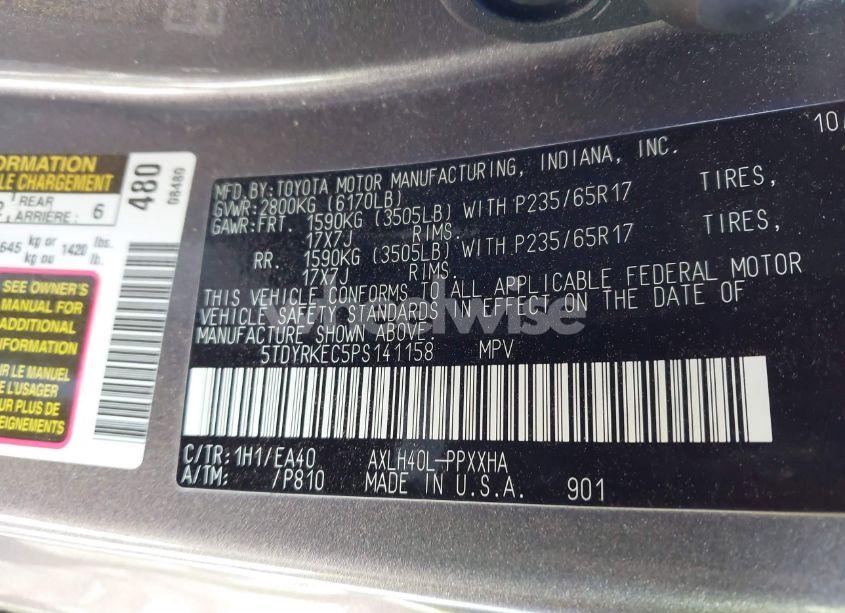 ORMATION
LE CHARGEMENT
REAR
ARRIÈRE: 6
645 kg or 1420 lbs.
kg ou lb.
480
08480
SEE OWNER'S
MANUAL FOR
ADDITIONAL
INFORMATION
R LE MANUEL
E L'USAGER
UR PLUS DE
EIGNEMENTS
10/
MFD.BY:TOYOTA MOTOR MANUFACTURING, INDIANA, INC.
GVWR:2800KG (6170LB)
GAWR:FRT. 1590KG (3505LB) WITH P235/65R17 TIRES,
17X7J RIMS.
RR. 1590KG (3505LB) WITH P235/65R17 TIRES,
17X7J RIMS.
THIS VEHICLE CONFORMS TO ALL APPLICABLE FEDERAL MOTOR
VEHICLE SAFETY STANDARDS IN EFFECT ON THE DATE OF
MANUFACTURE SHOWN ABOVE.
wheelwise
5TDYRKEC5PS141158 MPV
C/TR:1H1/EA40 AXLH40L-PPXXHA
A/TM: /P810 MADE IN U.S.A. 901